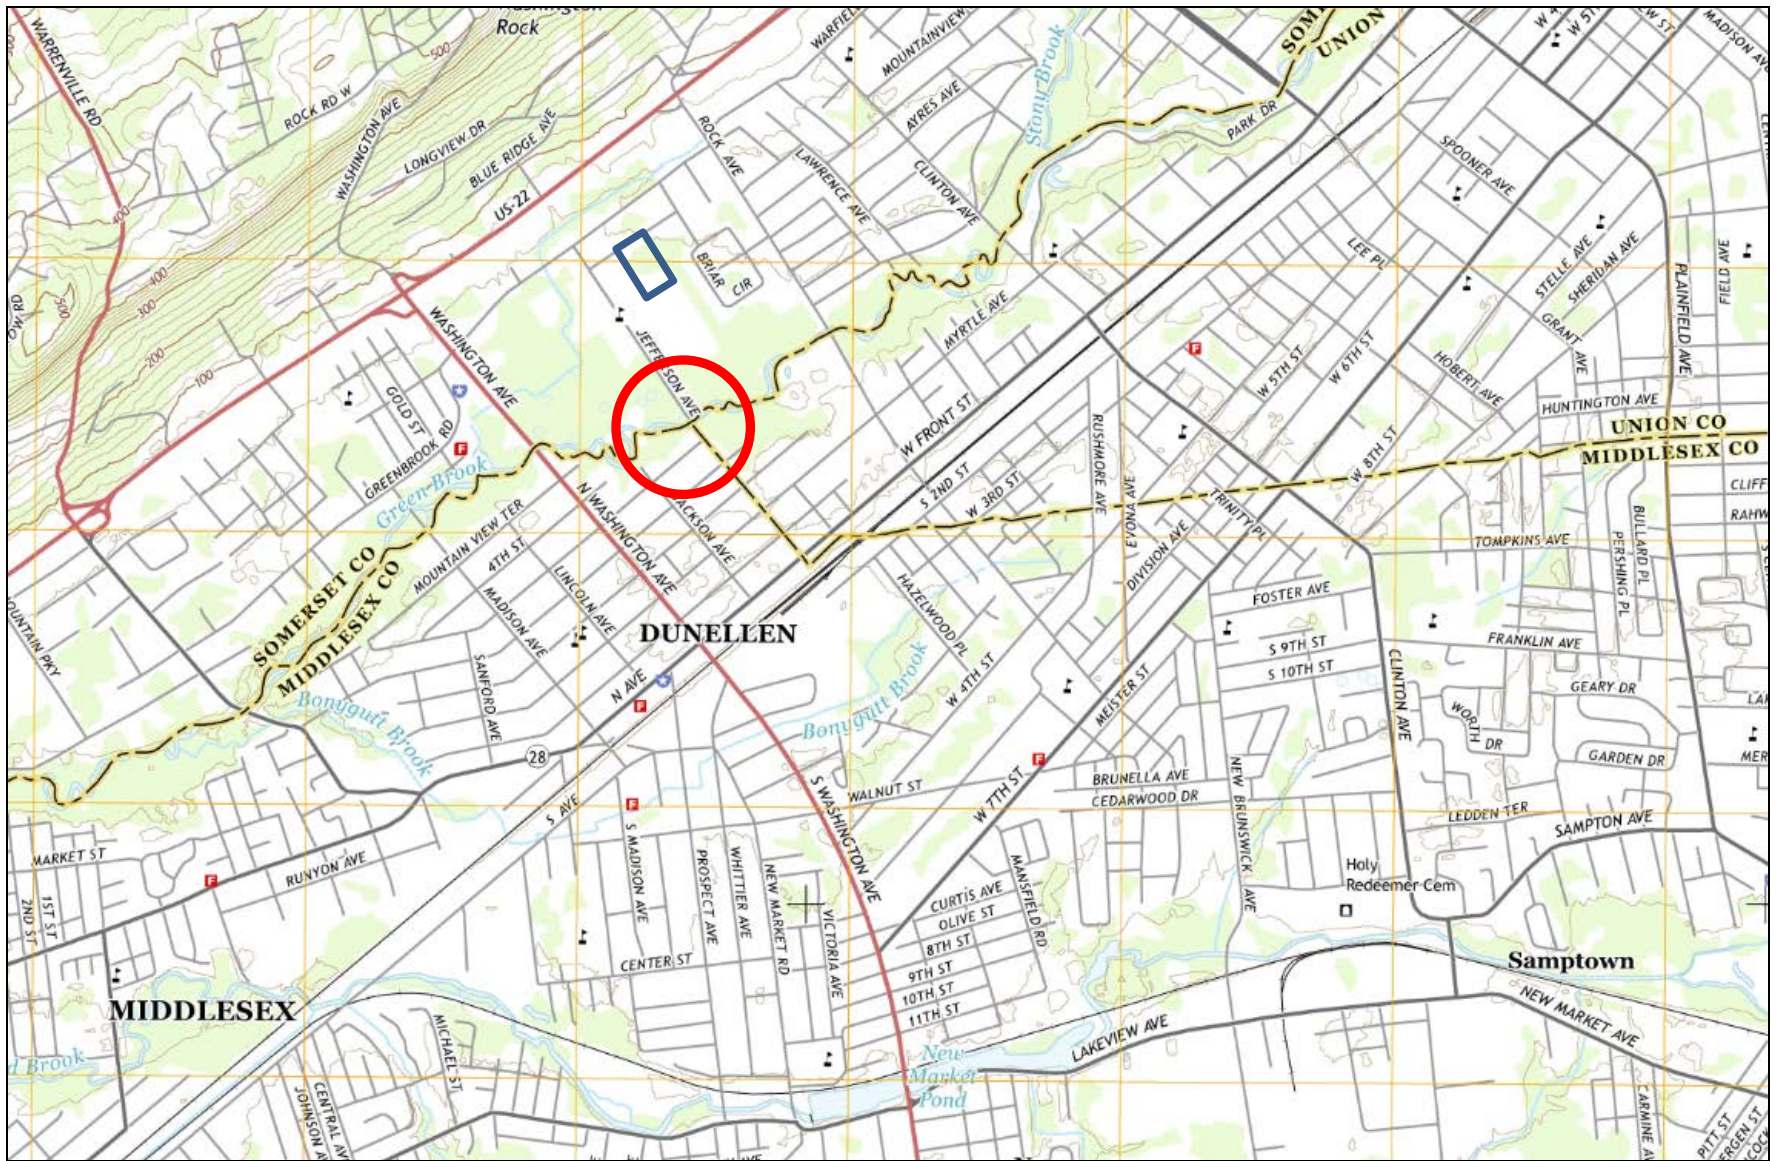 Rock
WARRENVILLE RD
500
ROCK RD W
WASHINGTON AVE
WASHINGTON AVE
LONGVIEW DR
BLUE RIDGE AVE
US-22
MOUNTAINVIEW
AYRES AVE
ROCK AVE
LAWRENCE AVE
CLINTON AVE
Stony Brook
UNION
PARK DR
SPOONER AVE
LEE PL
STELLE AVE
SHERIDAN AVE
PLAINFIELD AVE
FIELD AVE
400
400
500
300
200
100
BRIAR
CIR
JEFFERSON AVE
MYRTLE AVE
GRANT AVE
HOBERT AVE
W 5TH ST
W 6TH ST
HUNTINGTON AVE
UNION CO
MIDDLESEX CO
GOLD ST
GREENBROOK RD
F
F
Green Brook
W FRONT ST
S 2ND ST
W 3RD ST
RUSHMORE AVE
EVONA AVE
TRINITY PL
W 8TH ST
DIVISION AVE
TOMPKINS AVE
BULLARD PL
PERSHING PL
N WASHINGTON AVE
JACKSON AVE
MOUNTAIN VIEW TER
4TH ST
LINCOLN AVE
MADISON AVE
SOMERSET CO
MIDDLESEX CO
DUNELLEN
HAZELWOOD PL
FOSTER AVE
S 9TH ST
S 10TH ST
FRANKLIN AVE
GEARY DR
CLINTON AVE
WORTH
DR
GARDEN DR
SANFORD AVE
N AVE
F
Bonygutt Brook
Bonygutt Brook
W 4TH ST
MEISTER ST
28
S AVE
F
F
WALNUT ST
W 7TH ST
BRUNELLA AVE
CEDARWOOD DR
NEW BRUNSWICK AVE
LEDDEN TER
SAMPTON AVE
MARKET ST
RUNYON AVE
F
1ST ST
2ND ST
S MADISON AVE
PROSPECT AVE
WHITTIER AVE
NEW MARKET RD
VICTORIA AVE
S WASHINGTON AVE
MANSFIELD RD
CURTIS AVE
OLIVE ST
8TH ST
9TH ST
10TH ST
11TH ST
CENTER ST
Holy
Redeemer Cem
Samptown
NEW MARKET AVE
MIDDLESEX
MICHAEL ST
LAKEVIEW AVE
New
Market
Pond
Brook
JOHNSON
CENTRAL
CARMINE
PITT ST